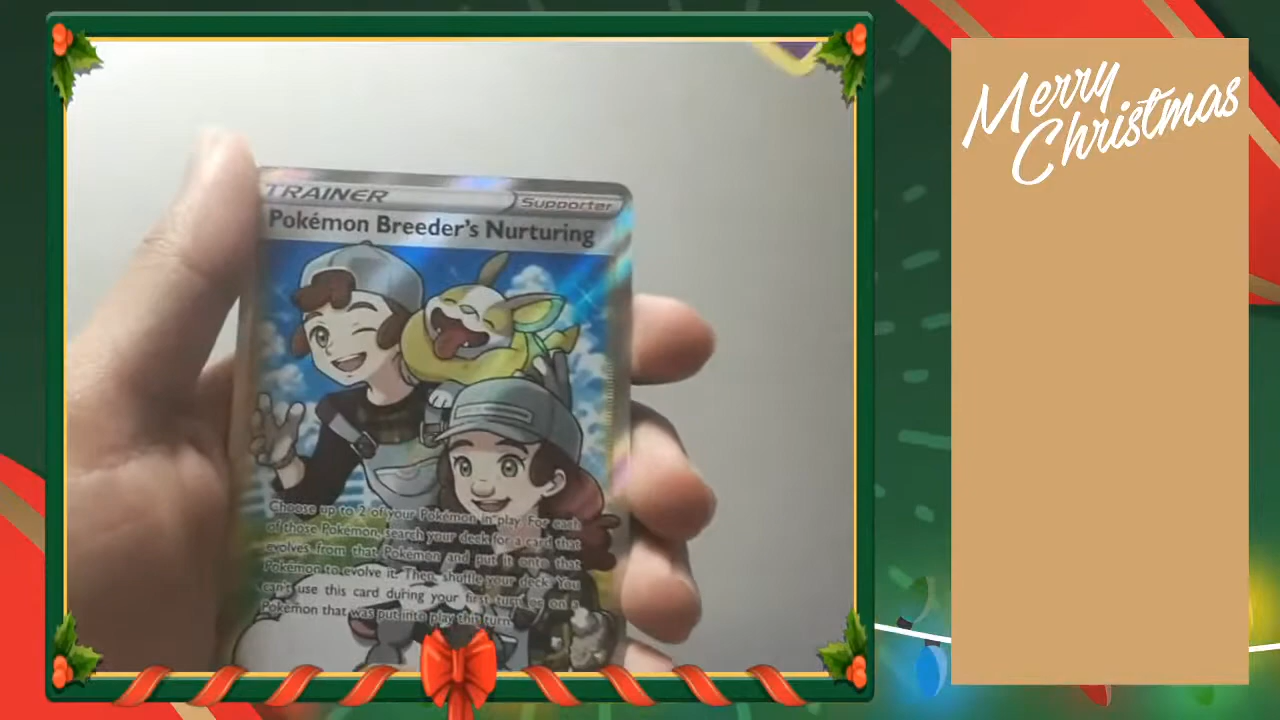 TRAINER
Supporter
Pokémon Breeder's Nurturing
Choose up to 2 of your Pokémon in play. For each
of those Pokémon, search your deck for a card that
evolves from that Pokémon and put it onto that
Pokémon to evolve it. Then, shuffle your deck. You
can't use this card during your first turn or on a
Pokémon that was put into play this turn.
Merry
Christmas